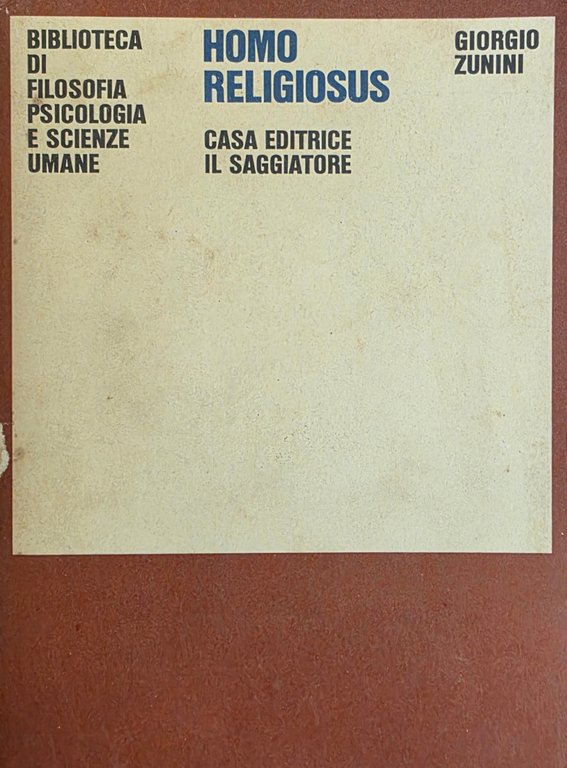 BIBLIOTECA
DI
FILOSOFIA
PSICOLOGIA
E SCIENZE
UMANE
HOMO
RELIGIOSUS
CASA EDITRICE
IL SAGGIATORE
GIORGIO
ZUNINI